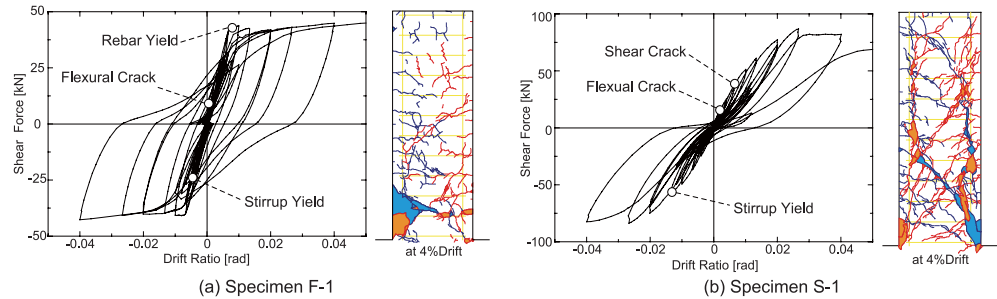 50
25
0
-25
-50
Shear Force [kN]
Rebar Yield
Flexural Crack
Stirrup Yield
-0.04
-0.02
0
0.02
0.04
Drift Ratio [rad]
at 4%Drift
(a) Specimen F-1
100
50
0
-50
-100
Shear Force [kN]
Shear Crack
Flexual Crack
Stirrup Yield
-0.04
-0.02
0
0.02
0.04
Drift Ratio [rad]
at 4%Drift
(b) Specimen S-1